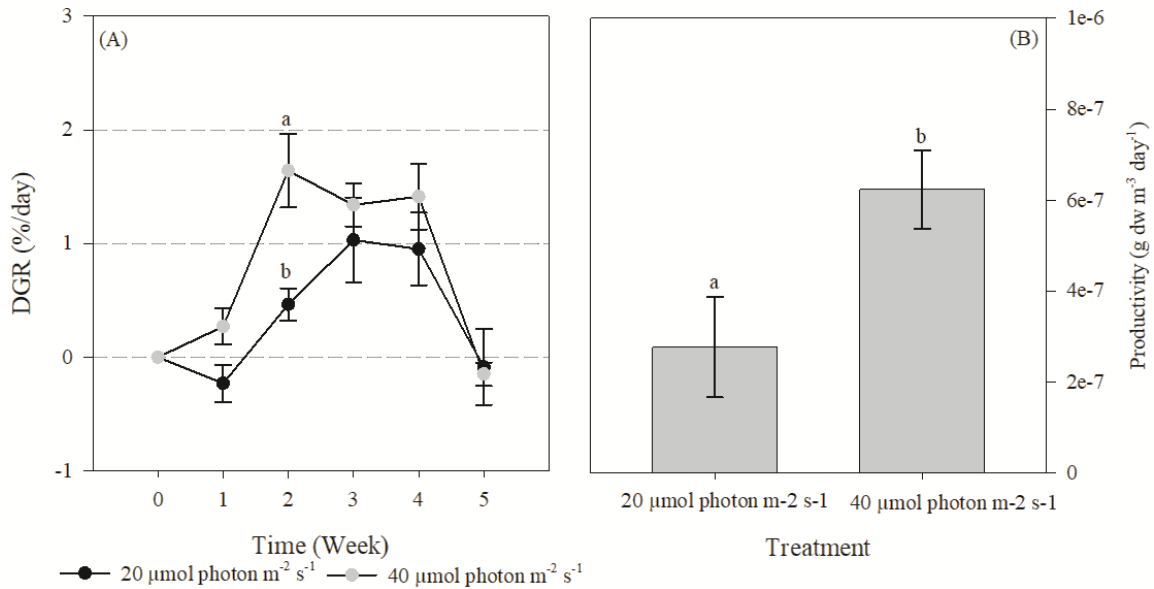 (A)
DGR (%/day)
3
2
1
0
-1
a
b
0 1 2 3 4 5
Time (Week)
20 µmol photon m⁻² s⁻¹ 40 µmol photon m⁻² s⁻¹
(B)
a
b
1e-6
8e-7
6e-7
4e-7
2e-7
0
Productivity (g dw m⁻³ day⁻¹)
20 µmol photon m-2 s-1 40 µmol photon m-2 s-1
Treatment